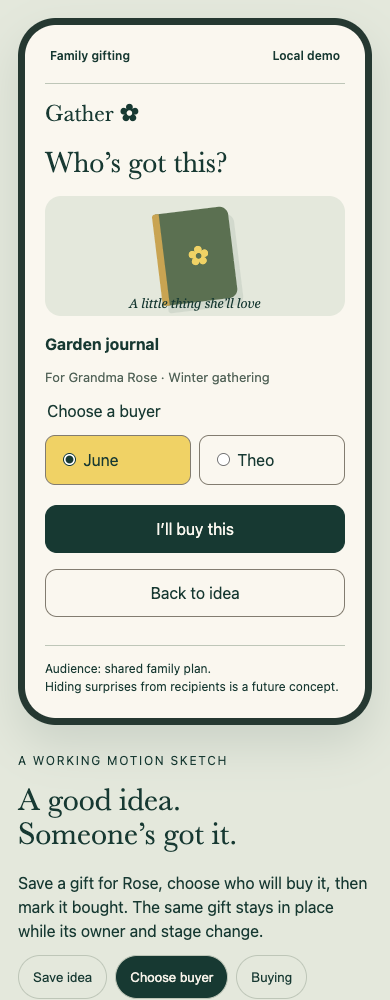 Family gifting
Local demo
Gather
Who’s got this?
A little thing she’ll love
Garden journal
For Grandma Rose · Winter gathering
Choose a buyer
June
Theo
I’ll buy this
Back to idea
Audience: shared family plan.
Hiding surprises from recipients is a future concept.
A WORKING MOTION SKETCH
A good idea.
Someone’s got it.
Save a gift for Rose, choose who will buy it, then
mark it bought. The same gift stays in place
while its owner and stage change.
Save idea
Choose buyer
Buying